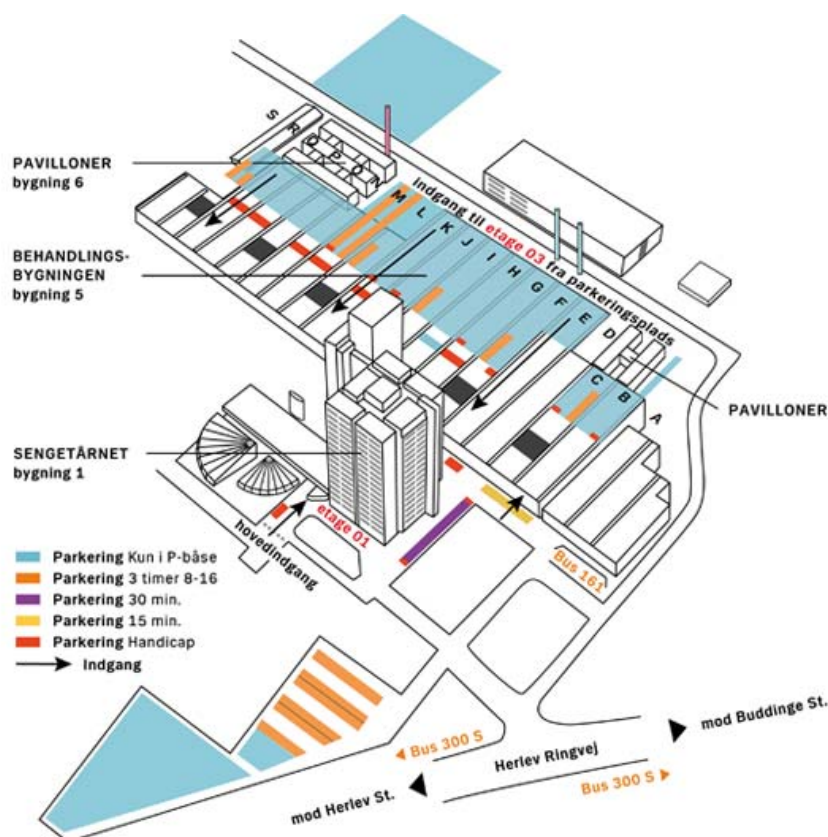 S R Q P O N
PAVILLONER
bygning 6
M L K J I H G F E D C B A
indgang til etage 03 fra parkeringsplads
BEHANDLINGS-
BYGNINGEN
bygning 5
PAVILLONER
SENGETÅRNET
bygning 1
etage 01
hovedindgang
Bus 161
Parkering Kun i P-båse
Parkering 3 timer 8-16
Parkering 30 min.
Parkering 15 min.
Parkering Handicap
Indgang
mod Buddinge St.
Bus 300 S
Herlev Ringvej
mod Herlev St.
Bus 300 S